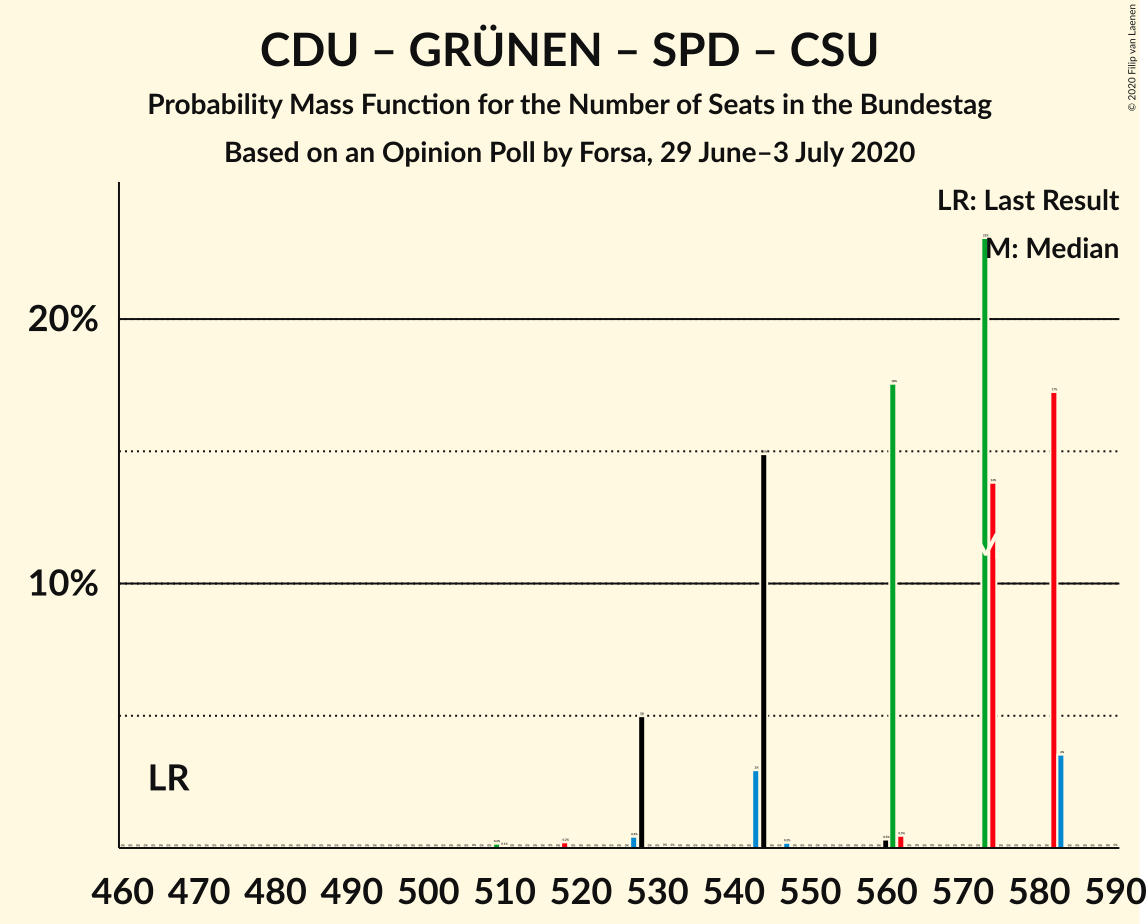 CDU – GRÜNEN – SPD – CSU
Probability Mass Function for the Number of Seats in the Bundestag
Based on an Opinion Poll by Forsa, 29 June–3 July 2020
© 2020 Filip van Laenen
LR: Last Result
M: Median
20%
10%
LR
460 470 480 490 500 510 520 530 540 550 560 570 580 590